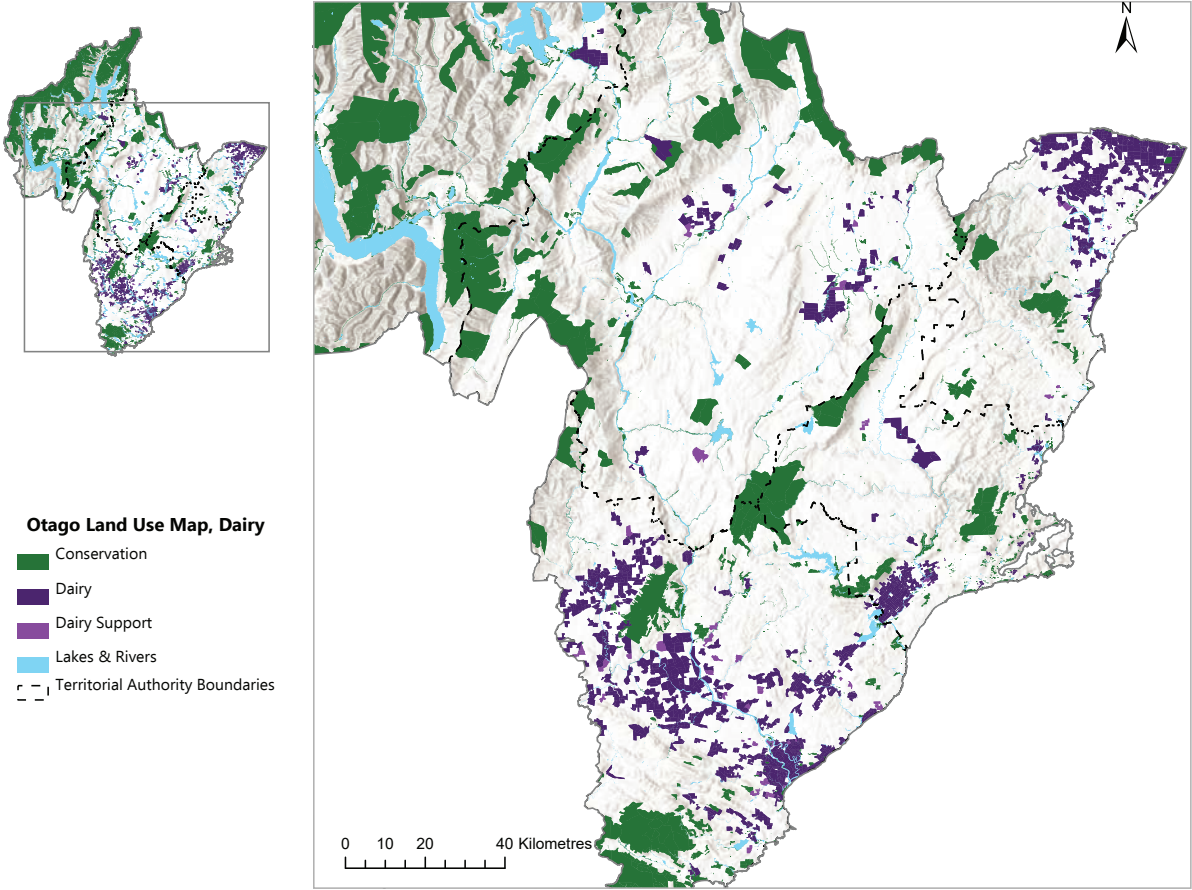 N
Otago Land Use Map, Dairy
Conservation
Dairy
Dairy Support
Lakes & Rivers
Territorial Authority Boundaries
0 10 20 40 Kilometres